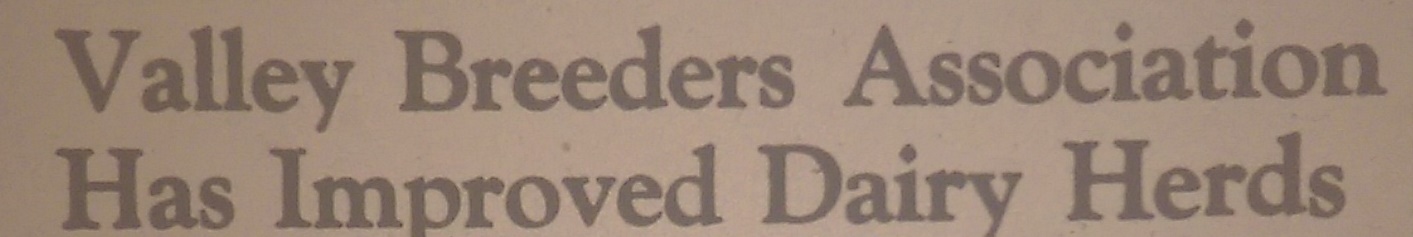 Valley Breeders Association
Has Improved Dairy Herds